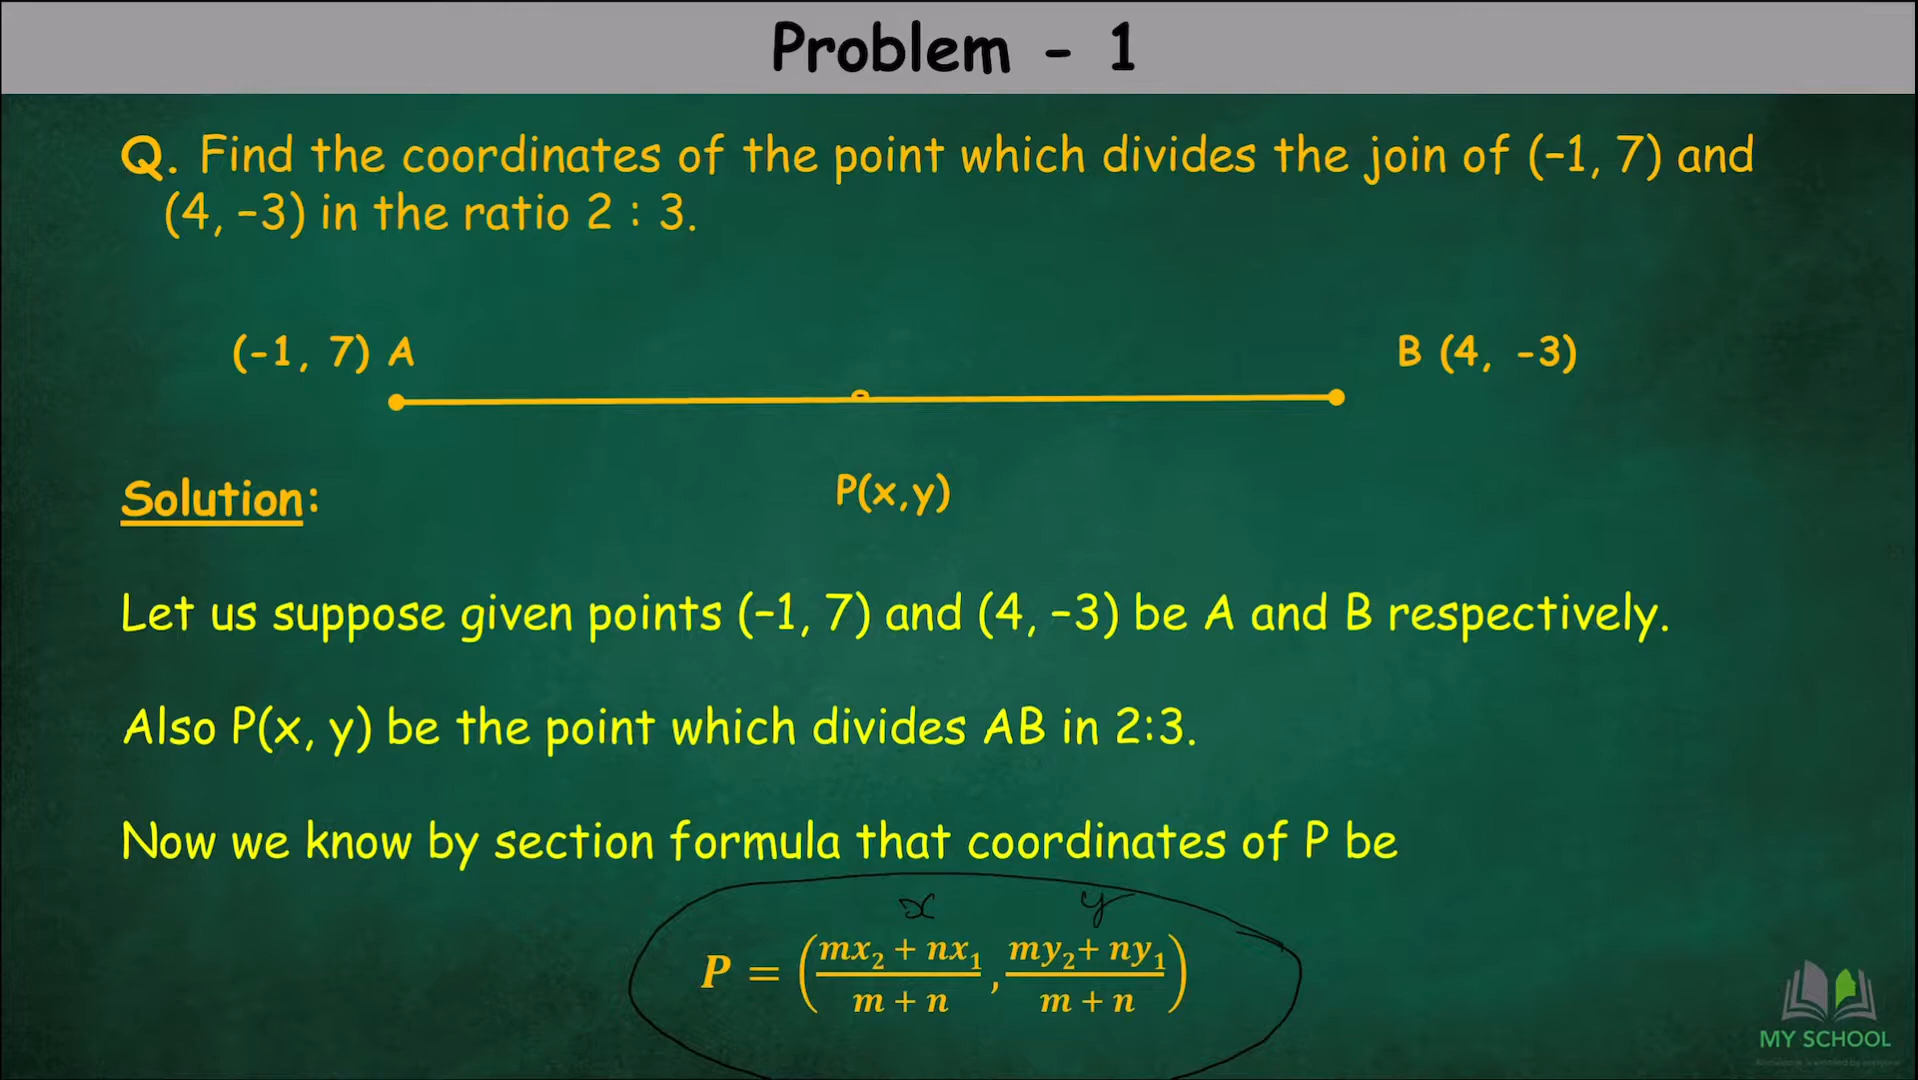 Problem - 1
Q. Find the coordinates of the point which divides the join of (–1, 7) and
(4, –3) in the ratio 2 : 3.
(-1, 7) A
B (4, -3)
P(x,y)
Solution:
Let us suppose given points (–1, 7) and (4, –3) be A and B respectively.
Also P(x, y) be the point which divides AB in 2:3.
Now we know by section formula that coordinates of P be
x y
P = ( (mx₂ + nx₁)/(m + n) , (my₂+ ny₁)/(m + n) )
MY SCHOOL